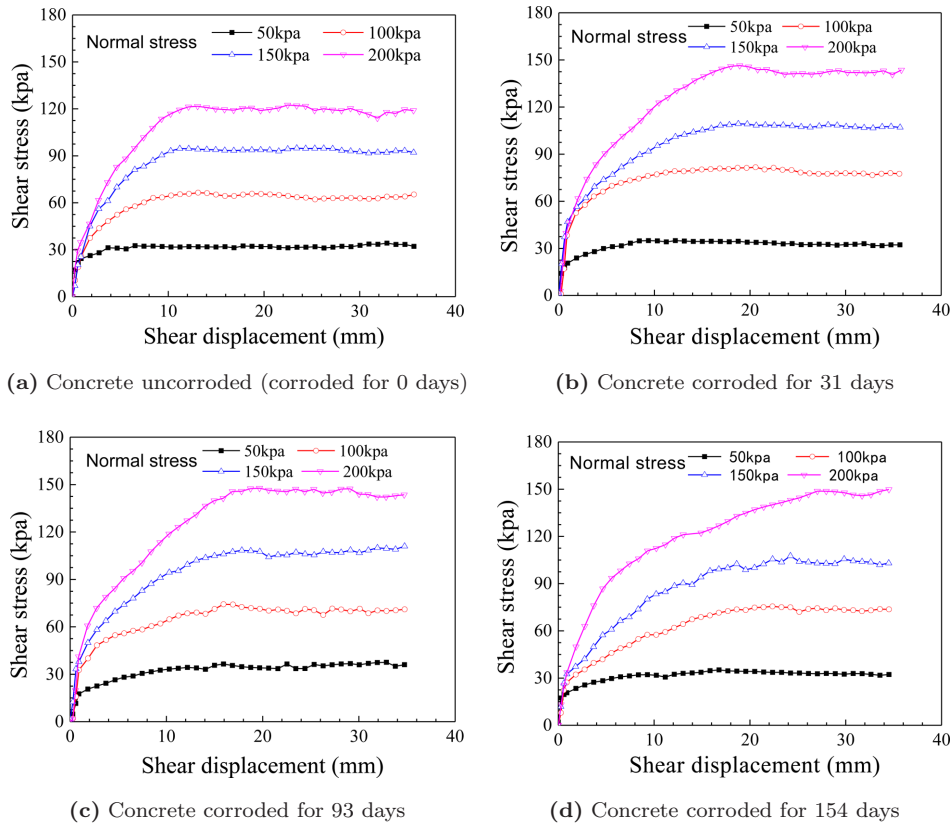 180
150
120
90
60
30
0
Shear stress (kpa)
Normal stress
50kpa 100kpa
150kpa 200kpa
0 10 20 30 40
Shear displacement (mm)
(a) Concrete uncorroded (corroded for 0 days)
180
150
120
90
60
30
0
Shear stress (kpa)
Normal stress
50kpa 100kpa
150kpa 200kpa
0 10 20 30 40
Shear displacement (mm)
(b) Concrete corroded for 31 days
180
150
120
90
60
30
0
Shear stress (kpa)
Normal stress
50kpa 100kpa
150kpa 200kpa
0 10 20 30 40
Shear displacement (mm)
(c) Concrete corroded for 93 days
180
150
120
90
60
30
0
Shear stress (kpa)
Normal stress
50kpa 100kpa
150kpa 200kpa
0 10 20 30 40
Shear displacement (mm)
(d) Concrete corroded for 154 days